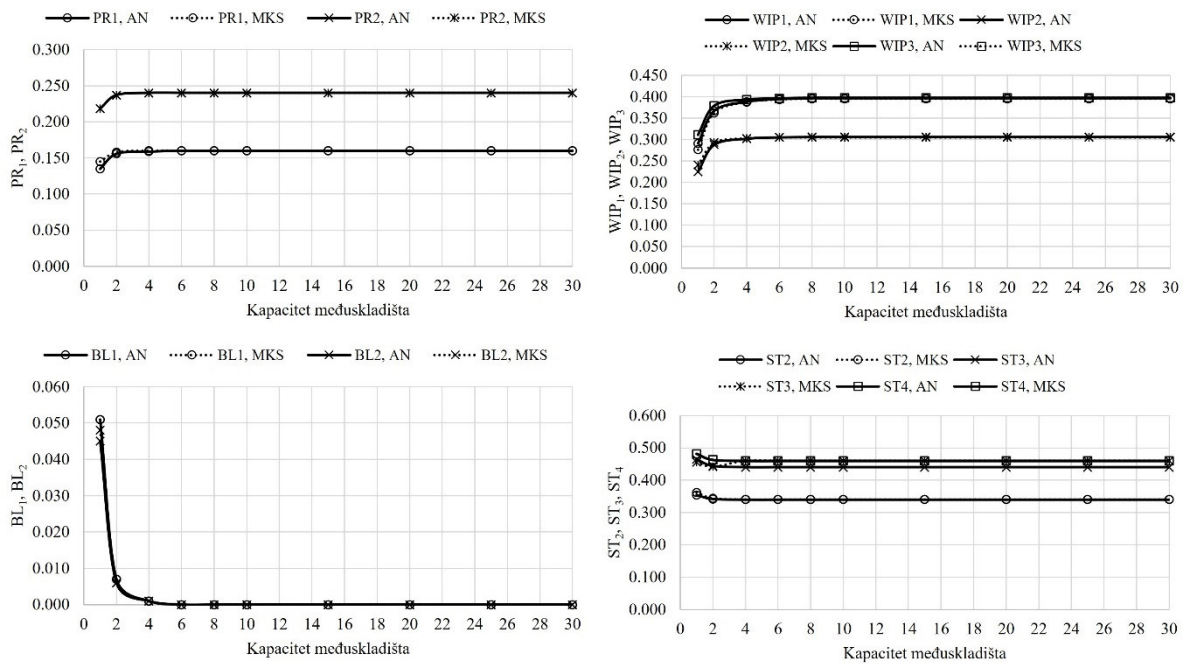 PR1, AN PR1, MKS PR2, AN PR2, MKS
0.300
0.250
0.200
0.150
0.100
0.050
0.000
PR₁, PR₂
0 2 4 6 8 10 12 14 16 18 20 22 24 26 28 30
Kapacitet međuskladišta
WIP1, AN WIP1, MKS WIP2, AN
WIP2, MKS WIP3, AN WIP3, MKS
0.450
0.400
0.350
0.300
0.250
0.200
0.150
0.100
0.050
0.000
WIP₁, WIP₂, WIP₃
0 2 4 6 8 10 12 14 16 18 20 22 24 26 28 30
Kapacitet međuskladišta
BL1, AN BL1, MKS BL2, AN BL2, MKS
0.060
0.050
0.040
0.030
0.020
0.010
0.000
BL₁, BL₂
0 2 4 6 8 10 12 14 16 18 20 22 24 26 28 30
Kapacitet međuskladišta
ST2, AN ST2, MKS ST3, AN
ST3, MKS ST4, AN ST4, MKS
0.600
0.500
0.400
0.300
0.200
0.100
0.000
ST₂, ST₃, ST₄
0 2 4 6 8 10 12 14 16 18 20 22 24 26 28 30
Kapacitet međuskladišta